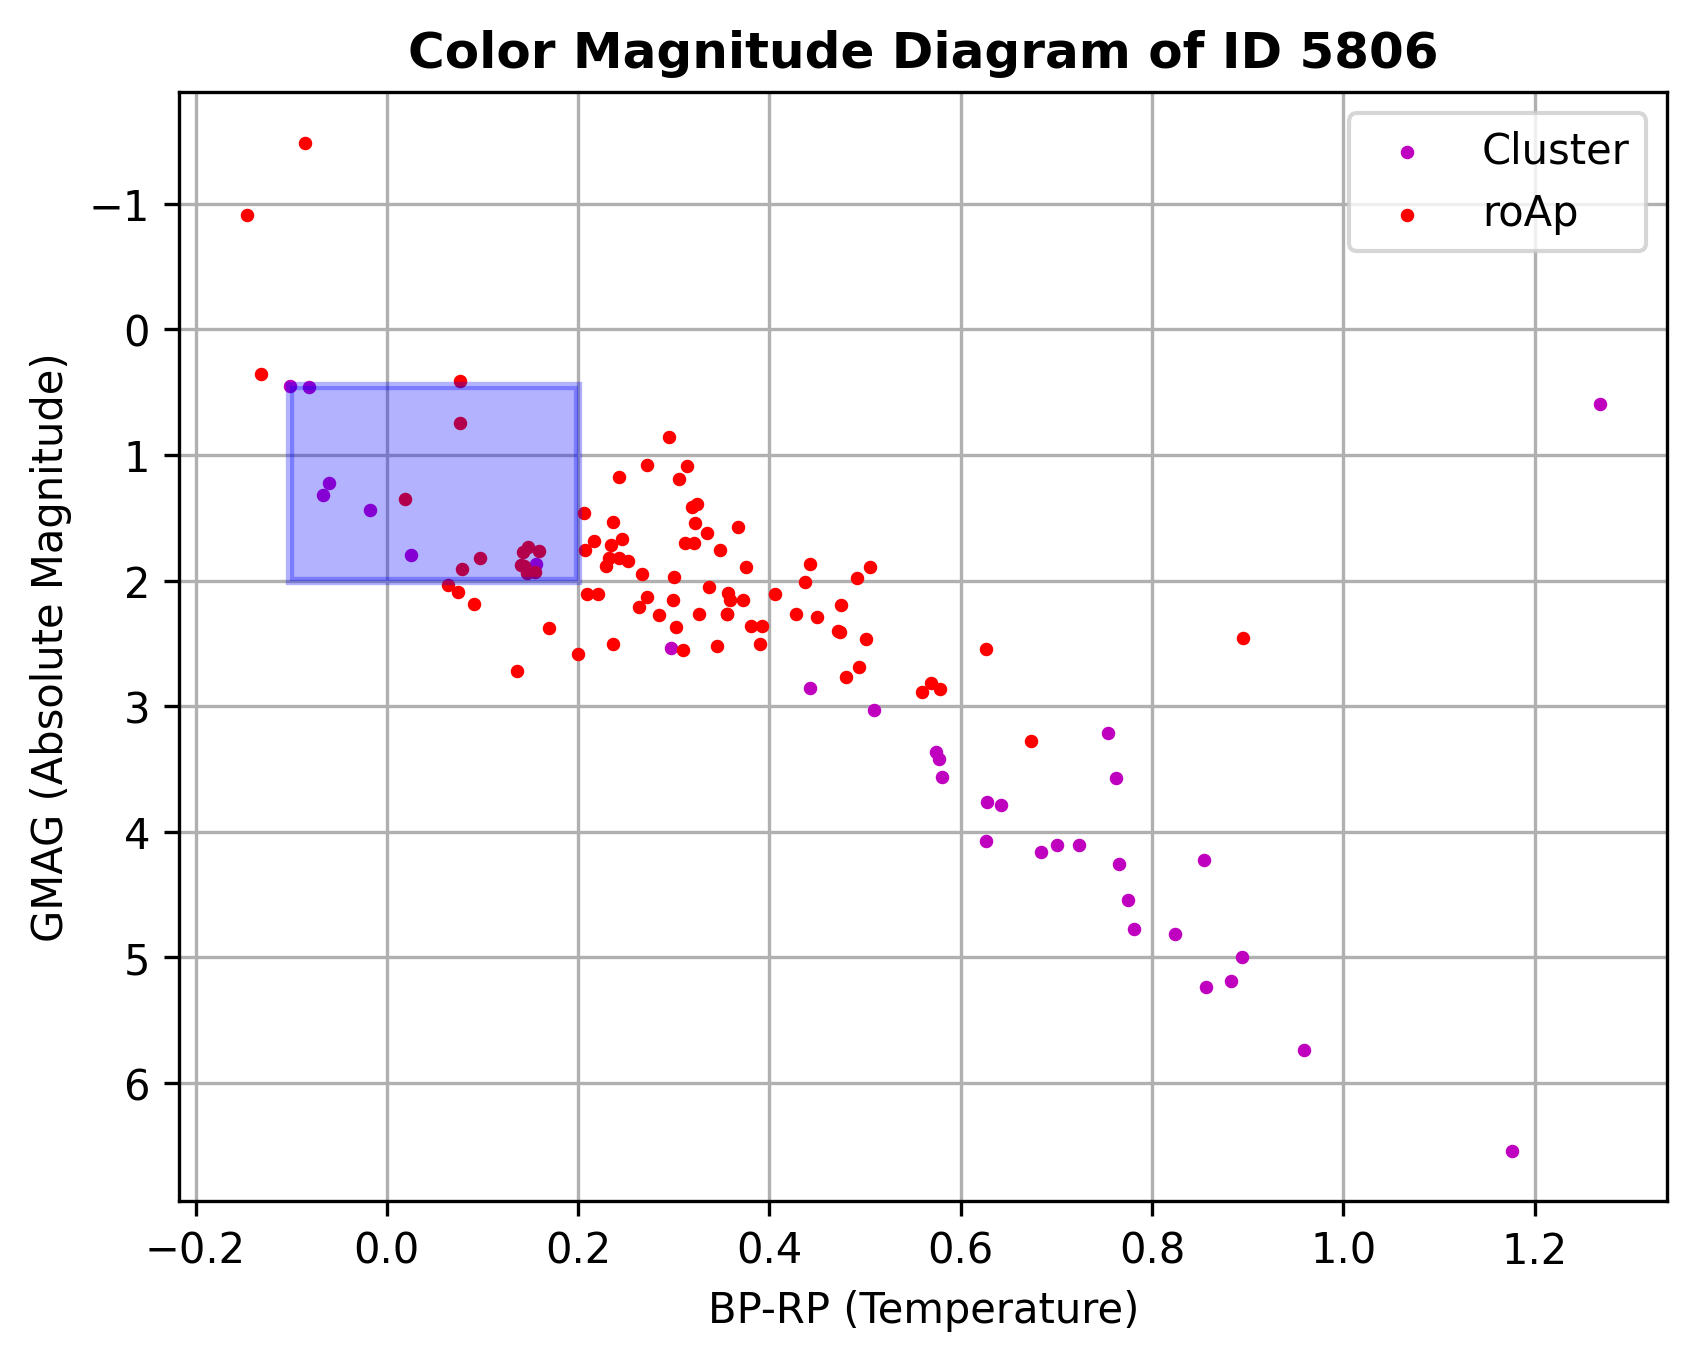 Color Magnitude Diagram of ID 5806
Cluster
roAp
GMAG (Absolute Magnitude)
−1
0
1
2
3
4
5
6
−0.2 0.0 0.2 0.4 0.6 0.8 1.0 1.2
BP-RP (Temperature)